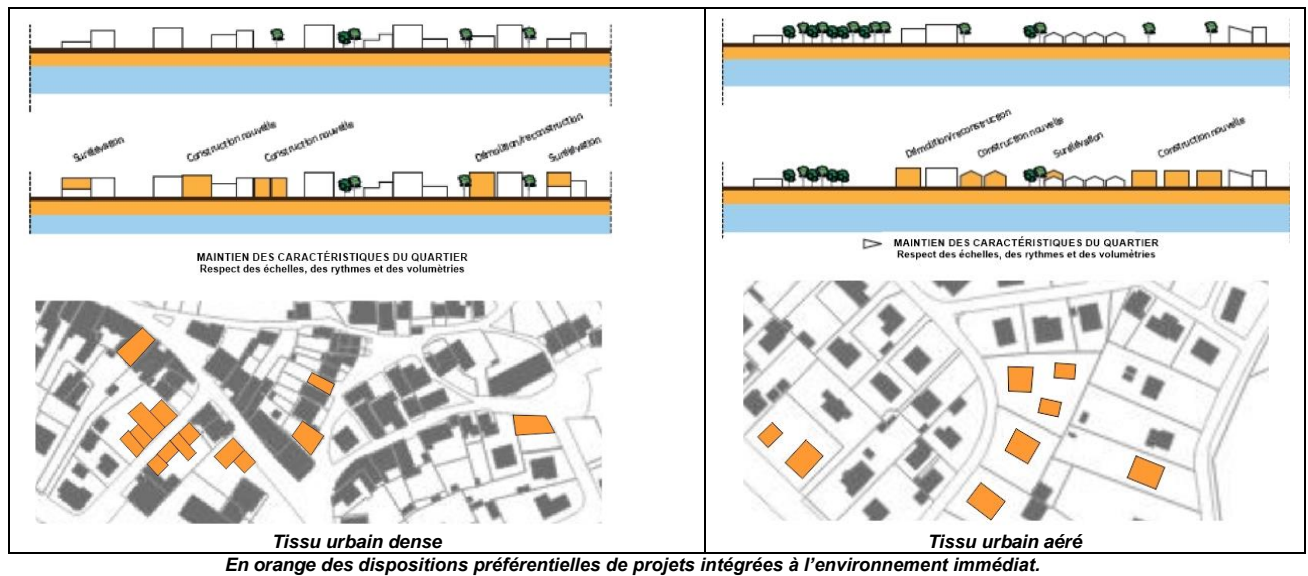 Surélévation
Construction nouvelle
Construction nouvelle
Démolition/reconstruction
Surélévation
MAINTIEN DES CARACTÉRISTIQUES DU QUARTIER
Respect des échelles, des rythmes et des volumètries
Tissu urbain dense
Démolition/reconstruction
Construction nouvelle
Surélévation
Construction nouvelle
MAINTIEN DES CARACTÉRISTIQUES DU QUARTIER
Respect des échelles, des rythmes et des volumètries
Tissu urbain aéré
En orange des dispositions préférentielles de projets intégrées à l’environnement immédiat.